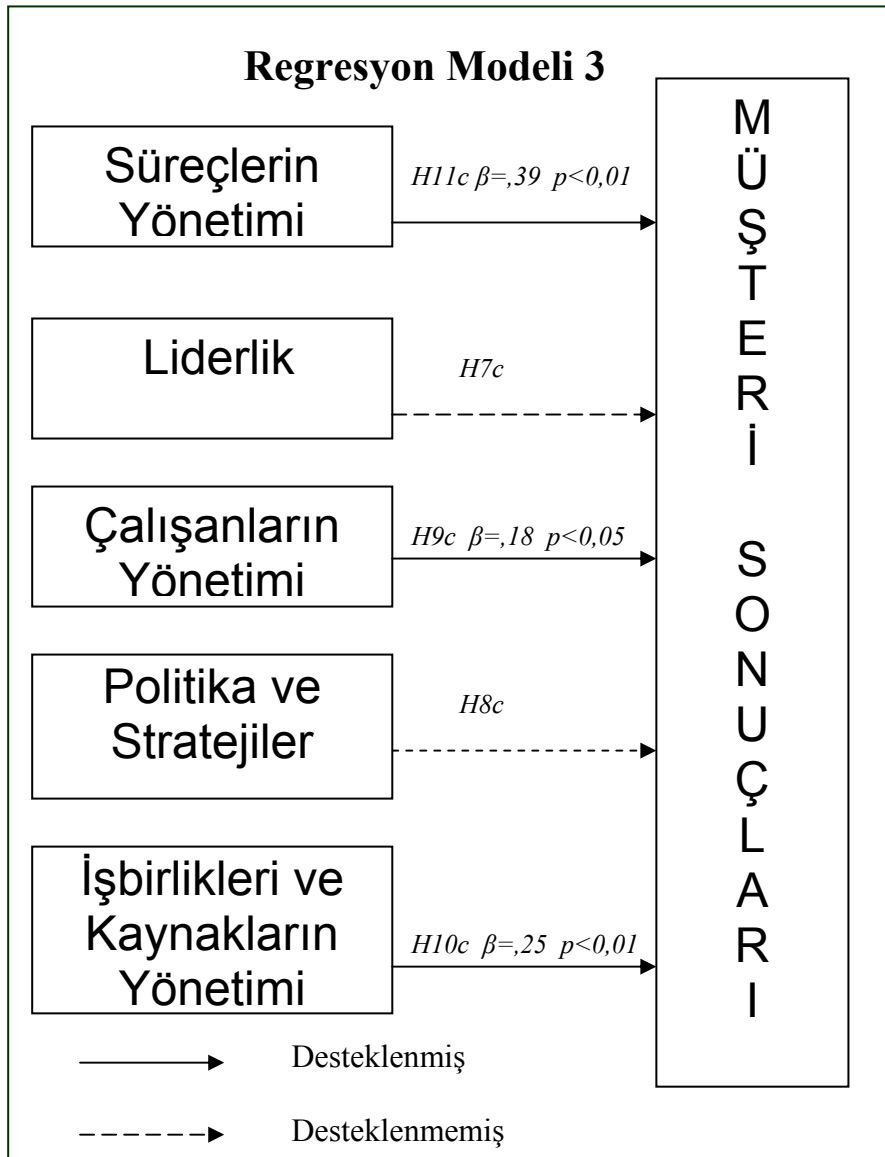 Regresyon Modeli 3
Süreçlerin
Yönetimi
H11c β=,39 p<0,01
Liderlik
H7c
Çalışanların
Yönetimi
H9c β=,18 p<0,05
Politika ve
Stratejiler
H8c
İşbirlikleri ve
Kaynakların
Yönetimi
H10c β=,25 p<0,01
MÜŞTERİ SONUÇLARI
Desteklenmiş
Desteklenmemiş